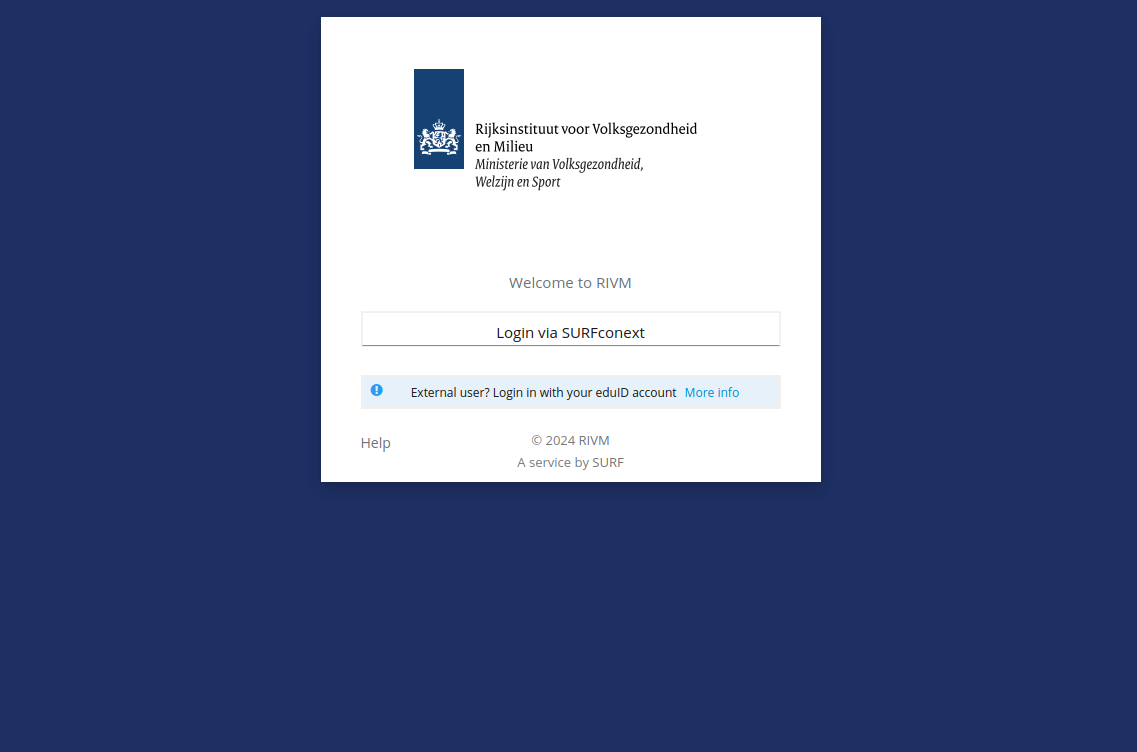 Rijksinstituut voor Volksgezondheid
en Milieu
Ministerie van Volksgezondheid,
Welzijn en Sport
Welcome to RIVM
Login via SURFconext
External user? Login in with your eduID account More info
Help
© 2024 RIVM
A service by SURF